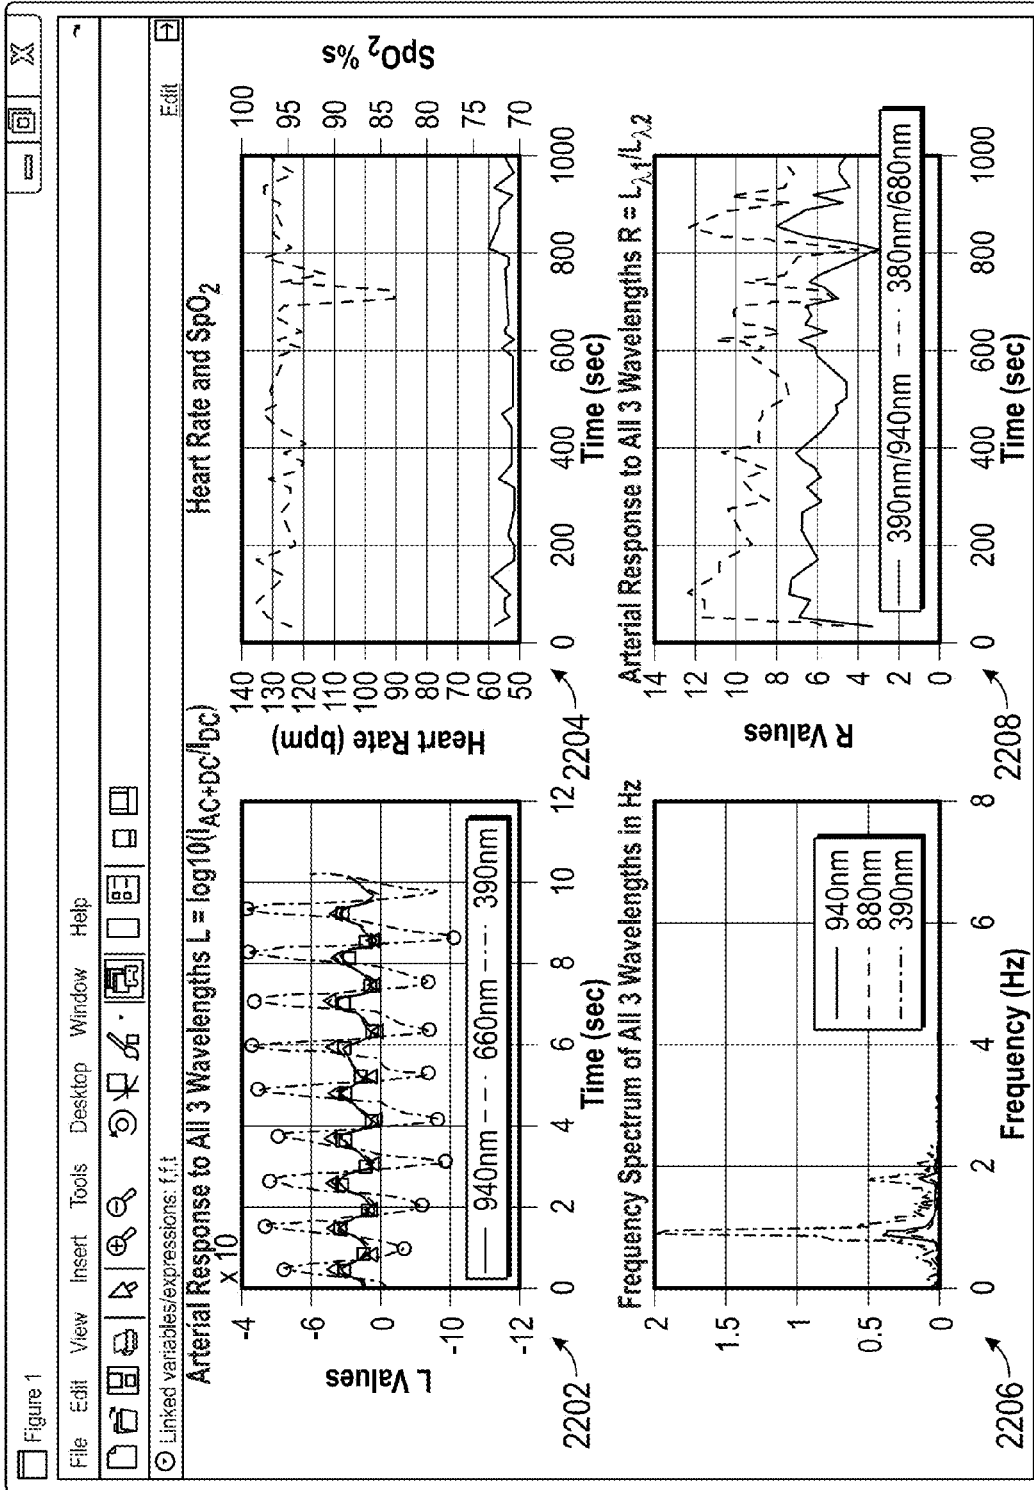 Figure 1
X
File Edit View Insert Tools Desktop Window Help
Linked variables/expressions: f.f.t
Edit
Arterial Response to All 3 Wavelengths L = log10(I_AC+DC/I_DC)
x 10
-4
-6
0
-10
-12
L Values
0 2 4 6 8 10 12
Time (sec)
940nm 660nm 390nm
2202
Heart Rate and SpO2
140
130
120
110
100
90
80
70
60
50
Heart Rate (bpm)
100
95
90
85
80
75
70
SpO2 %s
0 200 400 600 800 1000
Time (sec)
2204
Frequency Spectrum of All 3 Wavelengths in Hz
2
1.5
1
0.5
0
0 2 4 6 8
Frequency (Hz)
940nm
880nm
390nm
2206
Arterial Response to All 3 Wavelengths R = Lλ1/Lλ2
14
12
10
8
6
4
2
0
R Values
0 200 400 600 800 1000
Time (sec)
390nm/940nm 380nm/680nm
2208